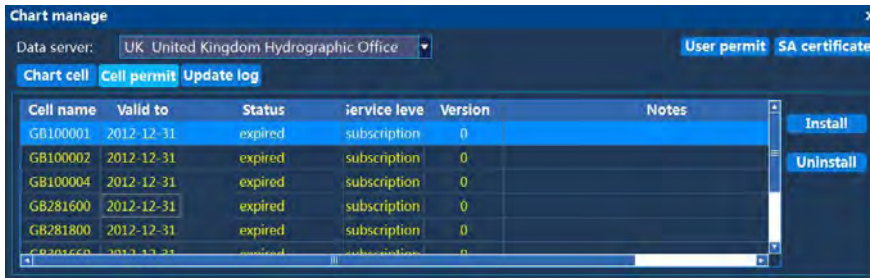 Chart manage
Data server: UK United Kingdom Hydrographic Office User permit SA certificate
Chart cell Cell permit Update log
Cell name Valid to Status iervice leve Version Notes
GB100001 2012-12-31 expired subscription 0
Install
GB100002 2012-12-31 expired subscription 0
GB100004 2012-12-31 expired subscription 0
Uninstall
GB281600 2012-12-31 expired subscription 0
GB281800 2012-12-31 expired subscription 0